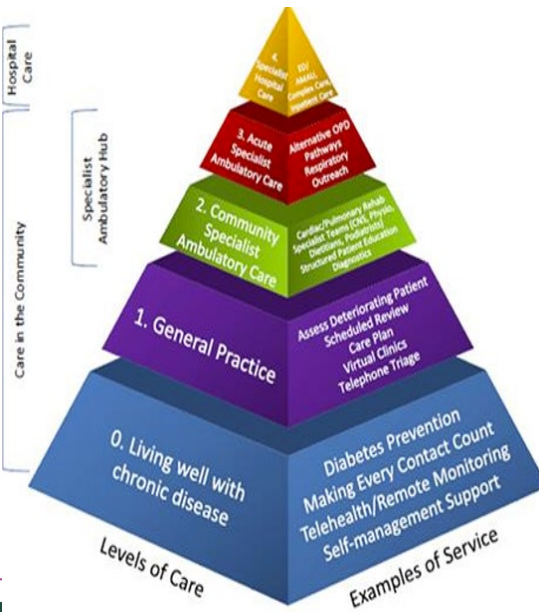 Hospital
Care
Care in the Community
Specialist
Ambulatory Hub
4.
Specialist
Hospital
Care
ED/
AMAU,
Complex Care,
Inpatient Care
3. Acute
Specialist
Ambulatory Care
Alternative OPD
Pathways
Respiratory
Outreach
2. Community
Specialist
Ambulatory Care
Cardiac/Pulmonary Rehab
Specialist Teams (CNS, Physio,
Dietitians, Podiatrists)
Structured Patient Education
Diagnostics
1. General Practice
Assess Deteriorating Patient
Scheduled Review
Care Plan
Virtual Clinics
Telephone Triage
0. Living well with
chronic disease
Diabetes Prevention
Making Every Contact Count
Telehealth/Remote Monitoring
Self-management Support
Levels of Care
Examples of Service